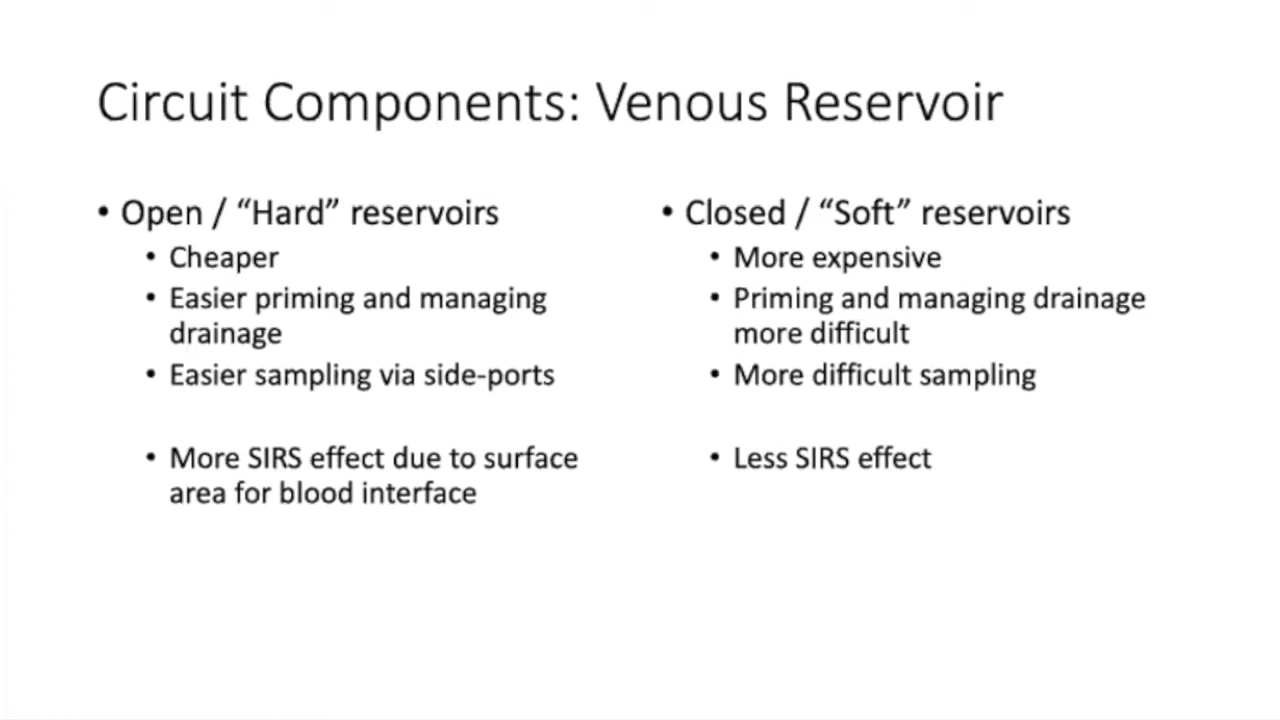 Circuit Components: Venous Reservoir
• Open / “Hard” reservoirs
• Cheaper
• Easier priming and managing
drainage
• Easier sampling via side-ports
• More SIRS effect due to surface
area for blood interface
• Closed / “Soft” reservoirs
• More expensive
• Priming and managing drainage
more difficult
• More difficult sampling
• Less SIRS effect